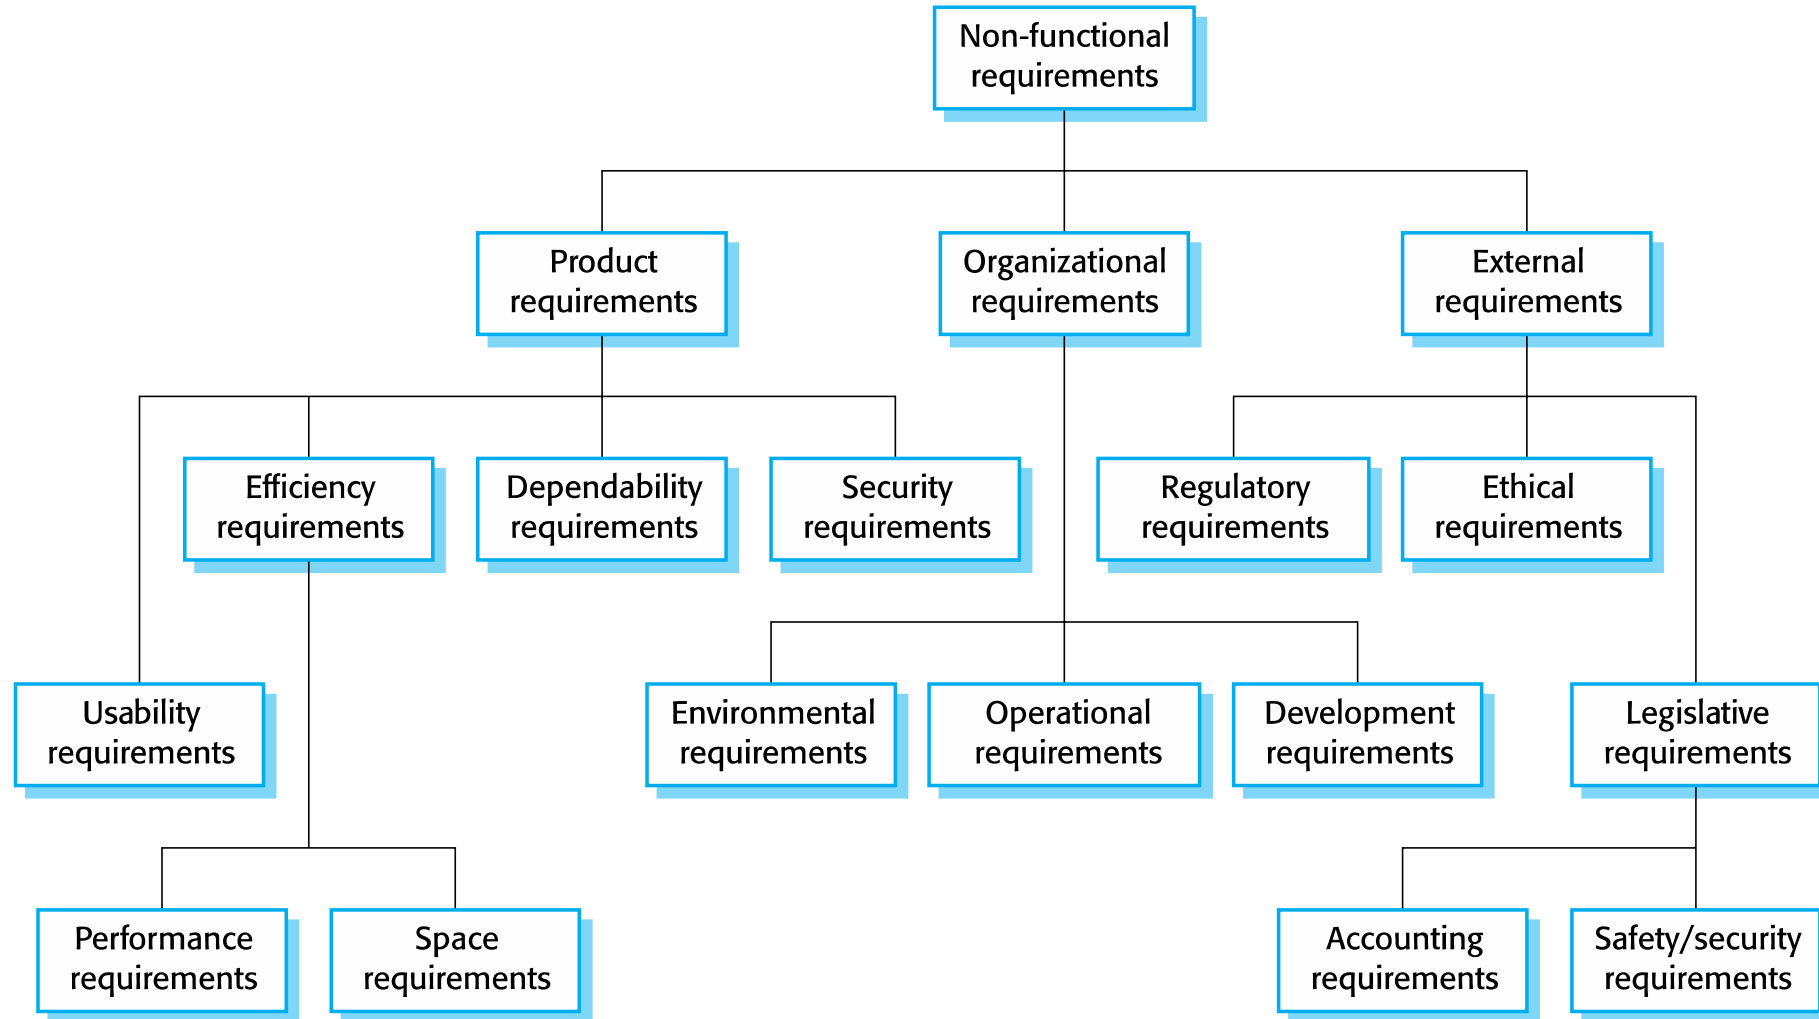 Non-functional
requirements
Product
requirements
Organizational
requirements
External
requirements
Efficiency
requirements
Dependability
requirements
Security
requirements
Regulatory
requirements
Ethical
requirements
Usability
requirements
Environmental
requirements
Operational
requirements
Development
requirements
Legislative
requirements
Performance
requirements
Space
requirements
Accounting
requirements
Safety/security
requirements